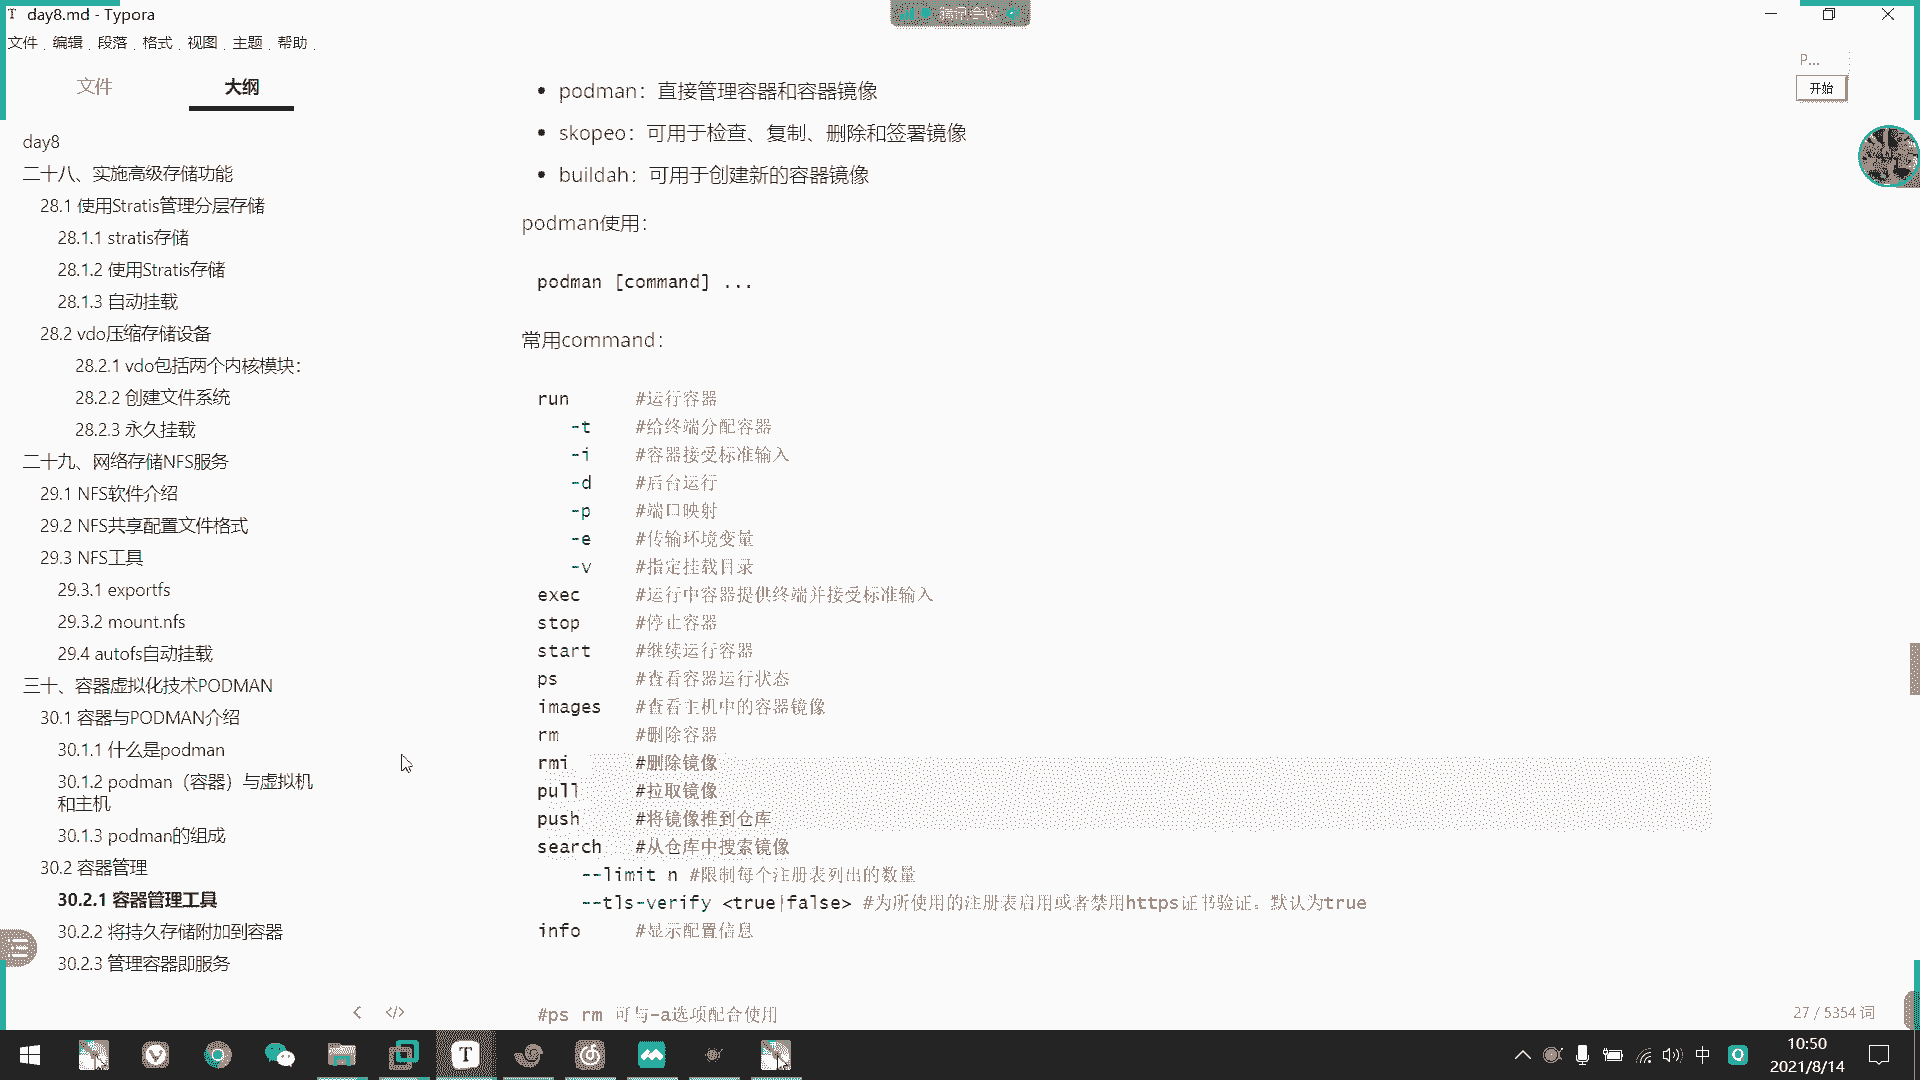 day8.md - Typora
腾讯会议
文件 编辑 段落 格式 视图 主题 帮助
P...
开始
文件
大纲
day8
二十八、实施高级存储功能
28.1 使用Stratis管理分层存储
28.1.1 stratis存储
28.1.2 使用Stratis存储
28.1.3 自动挂载
28.2 vdo压缩存储设备
28.2.1 vdo包括两个内核模块：
28.2.2 创建文件系统
28.2.3 永久挂载
二十九、网络存储NFS服务
29.1 NFS软件介绍
29.2 NFS共享配置文件格式
29.3 NFS工具
29.3.1 exportfs
29.3.2 mount.nfs
29.4 autofs自动挂载
三十、容器虚拟化技术PODMAN
30.1 容器与PODMAN介绍
30.1.1 什么是podman
30.1.2 podman（容器）与虚拟机
和主机
30.1.3 podman的组成
30.2 容器管理
30.2.1 容器管理工具
30.2.2 将持久存储附加到容器
30.2.3 管理容器即服务
podman：直接管理容器和容器镜像
skopeo：可用于检查、复制、删除和签署镜像
buildah：可用于创建新的容器镜像
podman使用：
podman [command] ...
常用command：
run #运行容器
-t #给终端分配容器
-i #容器接受标准输入
-d #后台运行
-p #端口映射
-e #传输环境变量
-v #指定挂载目录
exec #运行中容器提供终端并接受标准输入
stop #停止容器
start #继续运行容器
ps #查看容器运行状态
images #查看主机中的容器镜像
rm #删除容器
rmi #删除镜像
pull #拉取镜像
push #将镜像推到仓库
search #从仓库中搜索镜像
--limit n #限制每个注册表列出的数量
--tls-verify <true|false> #为所使用的注册表启用或者禁用https证书验证。默认为true
info #显示配置信息
#ps rm 可与-a选项配合使用
27 / 5354 词
中
10:50
2021/8/14